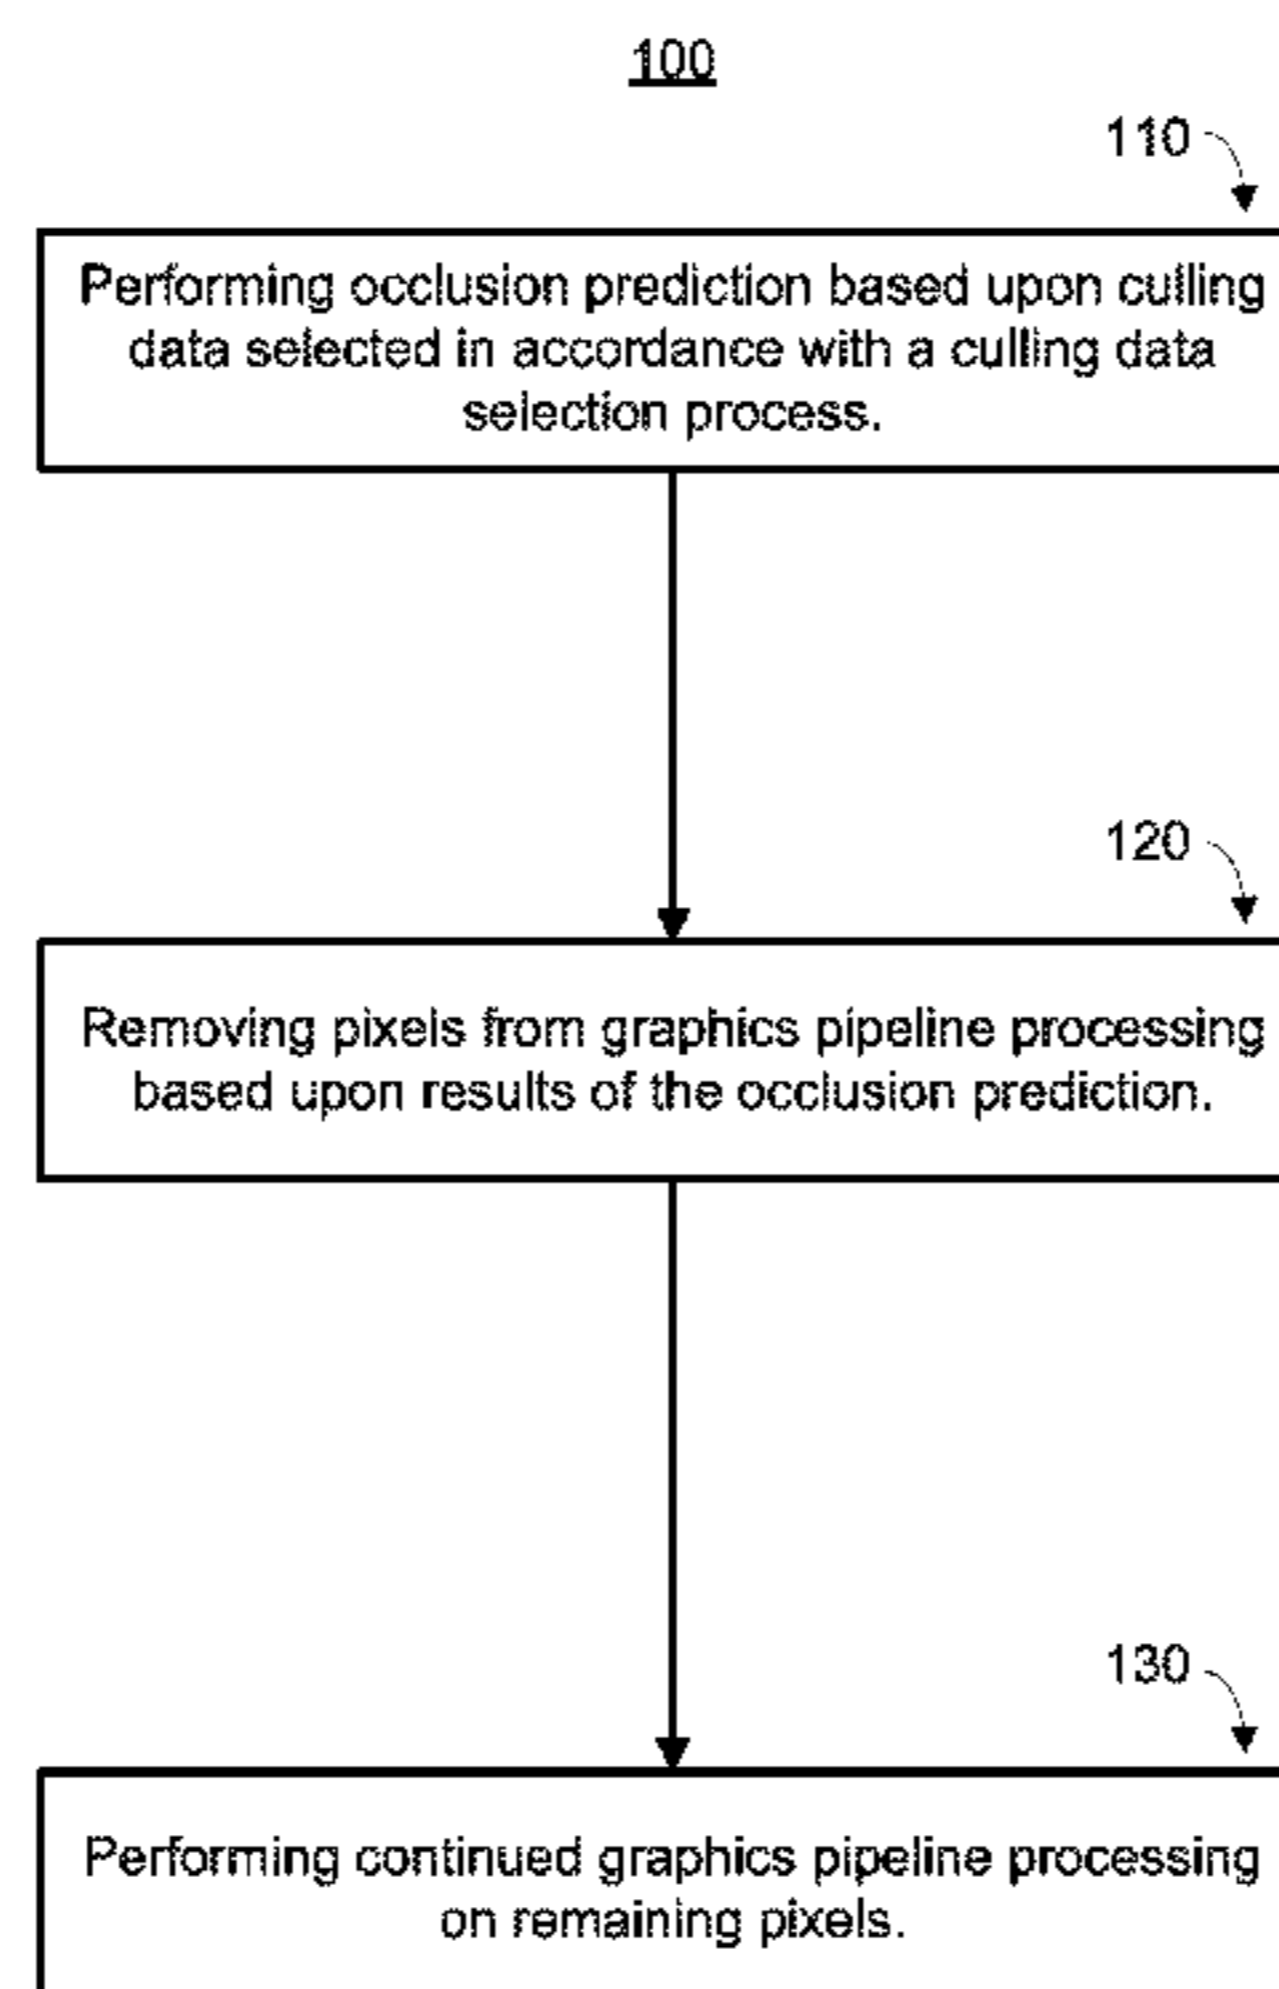 100
110
Performing occlusion prediction based upon culling
data selected in accordance with a culling data
selection process.
120
Removing pixels from graphics pipeline processing
based upon results of the occlusion prediction.
130
Performing continued graphics pipeline processing
on remaining pixels.